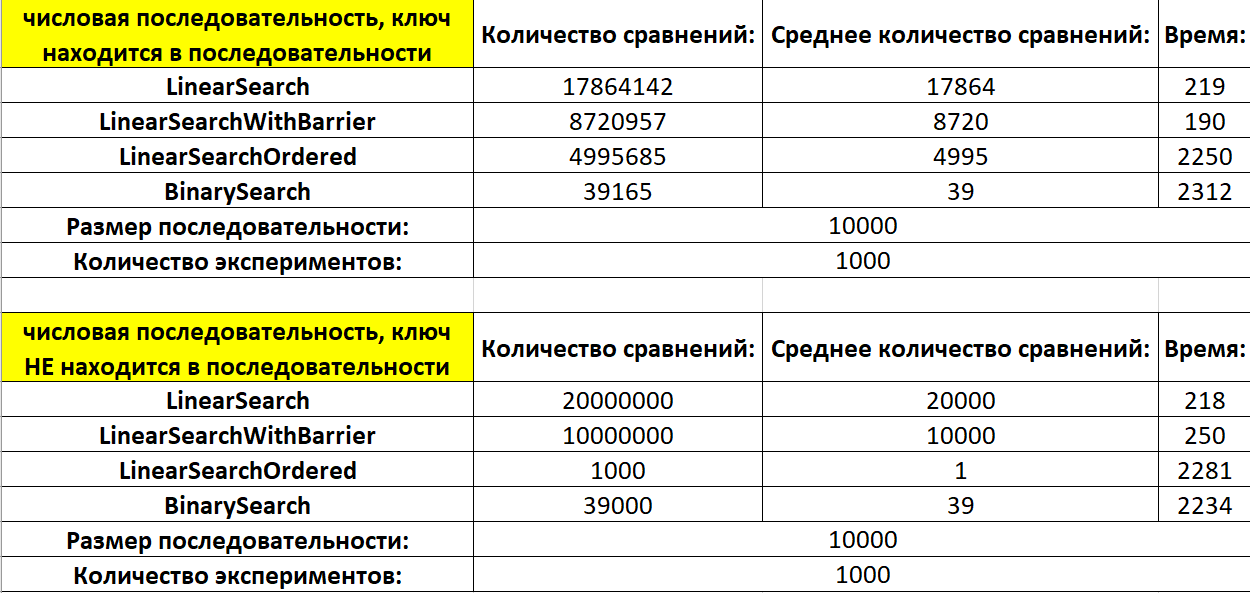 числовая последовательность, ключ
находится в последовательности
Количество сравнений: Среднее количество сравнений: Время:
LinearSearch 17864142 17864 219
LinearSearchWithBarrier 8720957 8720 190
LinearSearchOrdered 4995685 4995 2250
BinarySearch 39165 39 2312
Размер последовательности: 10000
Количество экспериментов: 1000
числовая последовательность, ключ
НЕ находится в последовательности
Количество сравнений: Среднее количество сравнений: Время:
LinearSearch 20000000 20000 218
LinearSearchWithBarrier 10000000 10000 250
LinearSearchOrdered 1000 1 2281
BinarySearch 39000 39 2234
Размер последовательности: 10000
Количество экспериментов: 1000